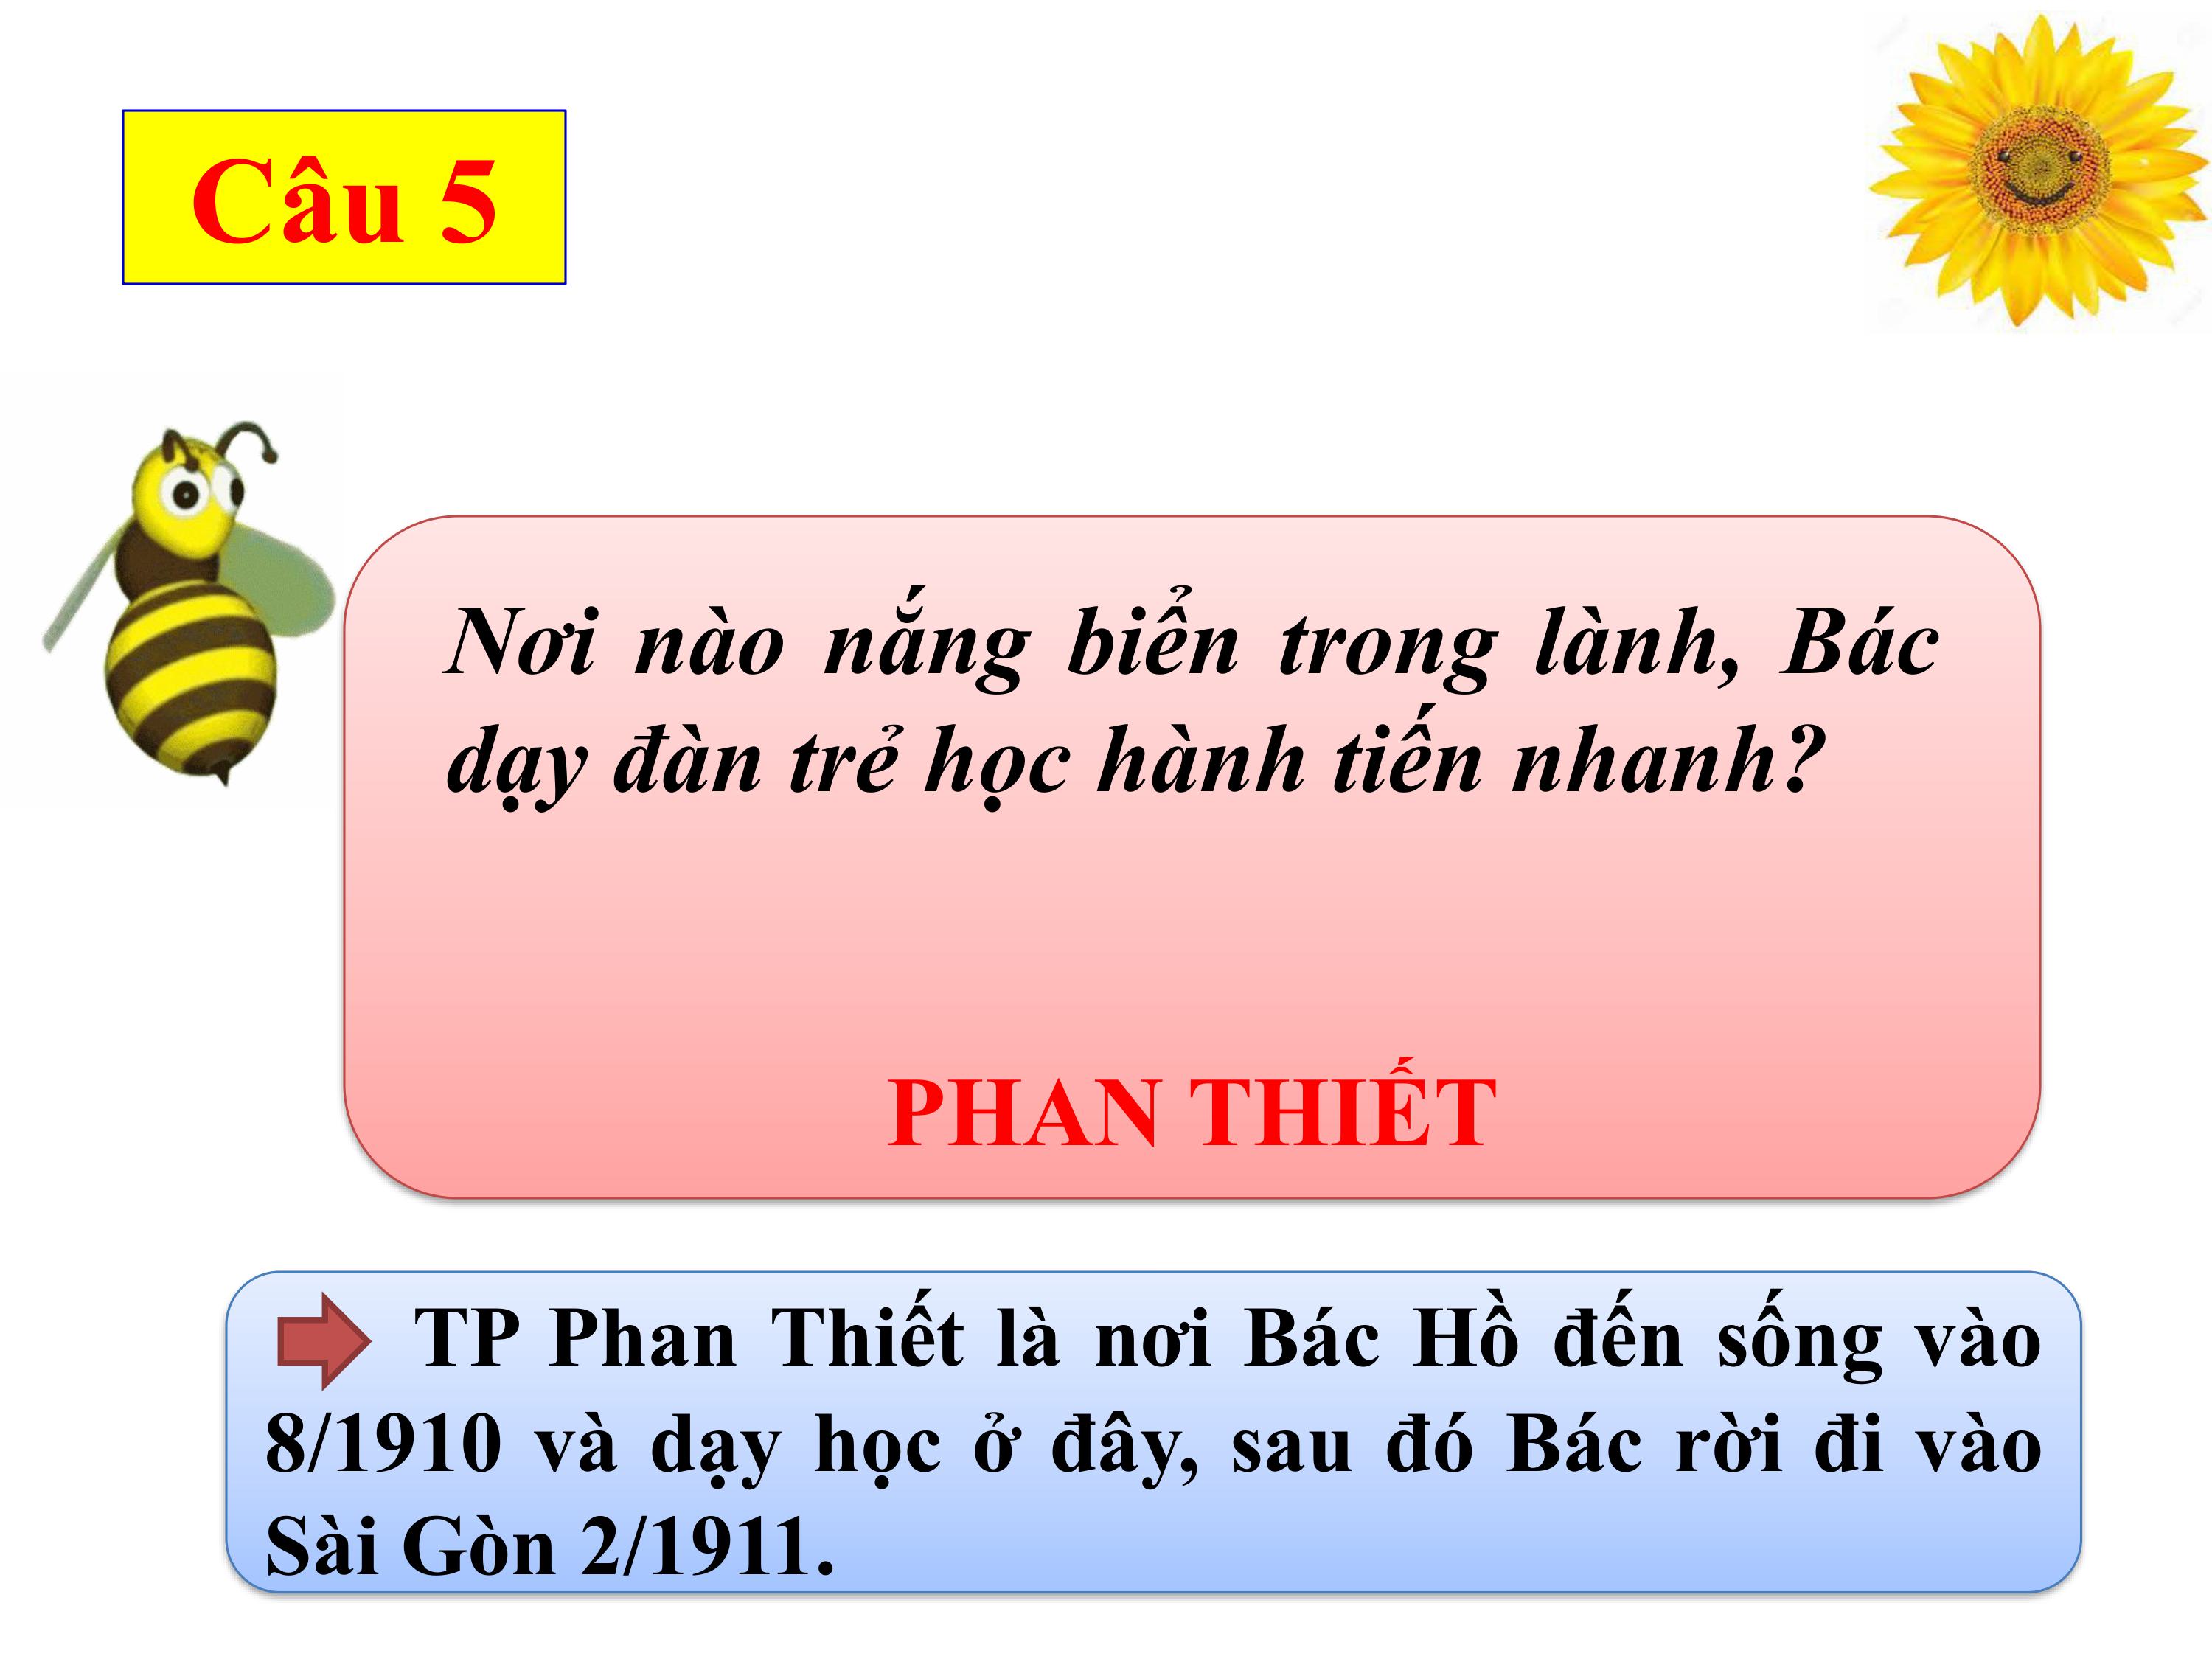 Câu 5
Nơi nào nắng biển trong lành, Bác
dạy đàn trẻ học hành tiến nhanh?
PHAN THIẾT
TP Phan Thiết là nơi Bác Hồ đến sống vào
8/1910 và dạy học ở đây, sau đó Bác rời đi vào
Sài Gòn 2/1911.